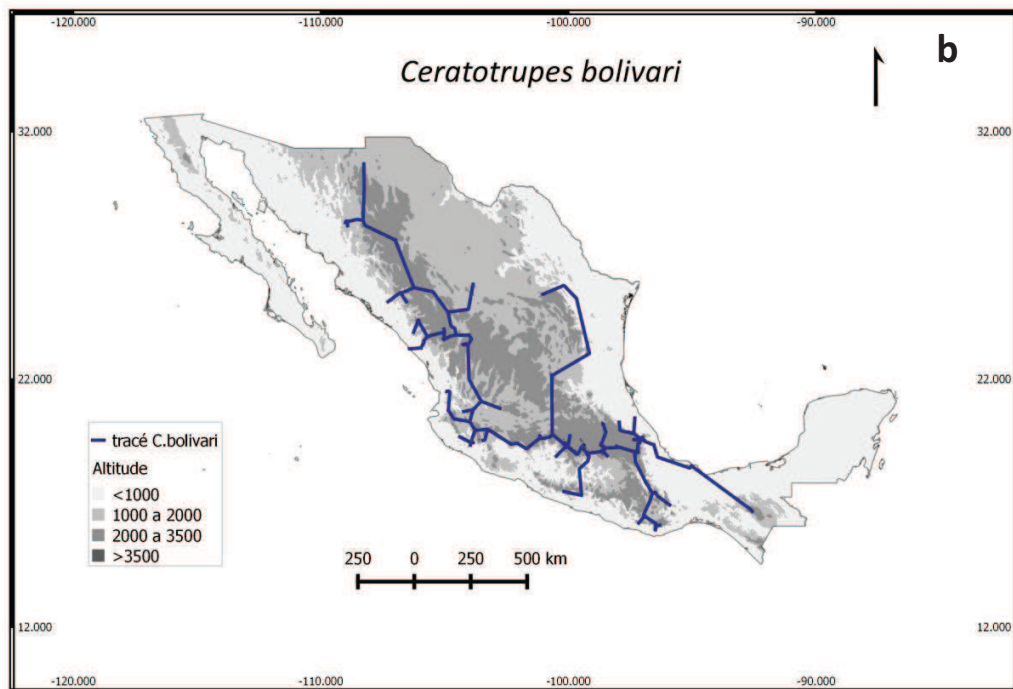 -120.000 -110.000 -100.000 -90.000
b
Ceratotrupes bolivari
32.000 32.000
22.000 22.000
tracé C.bolivari
Altitude
<1000
1000 a 2000
2000 a 3500
>3500
250 0 250 500 km
12.000 12.000
-120.000 -110.000 -100.000 -90.000